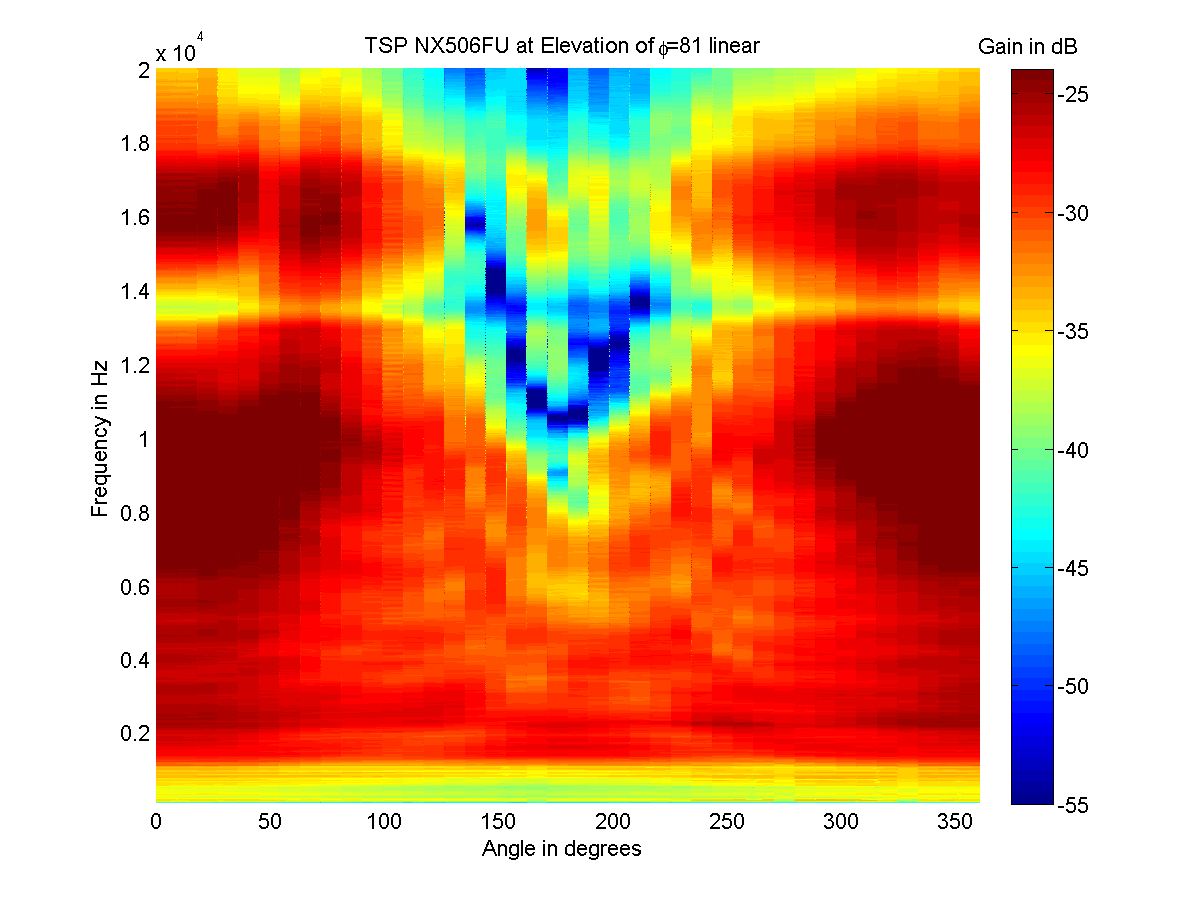 TSP NX506FU at Elevation of ϕ=81 linear
Gain in dB
x 10^4
2
1.8
1.6
1.4
1.2
1
0.8
0.6
0.4
0.2
Frequency in Hz
0 50 100 150 200 250 300 350
Angle in degrees
-25
-30
-35
-40
-45
-50
-55